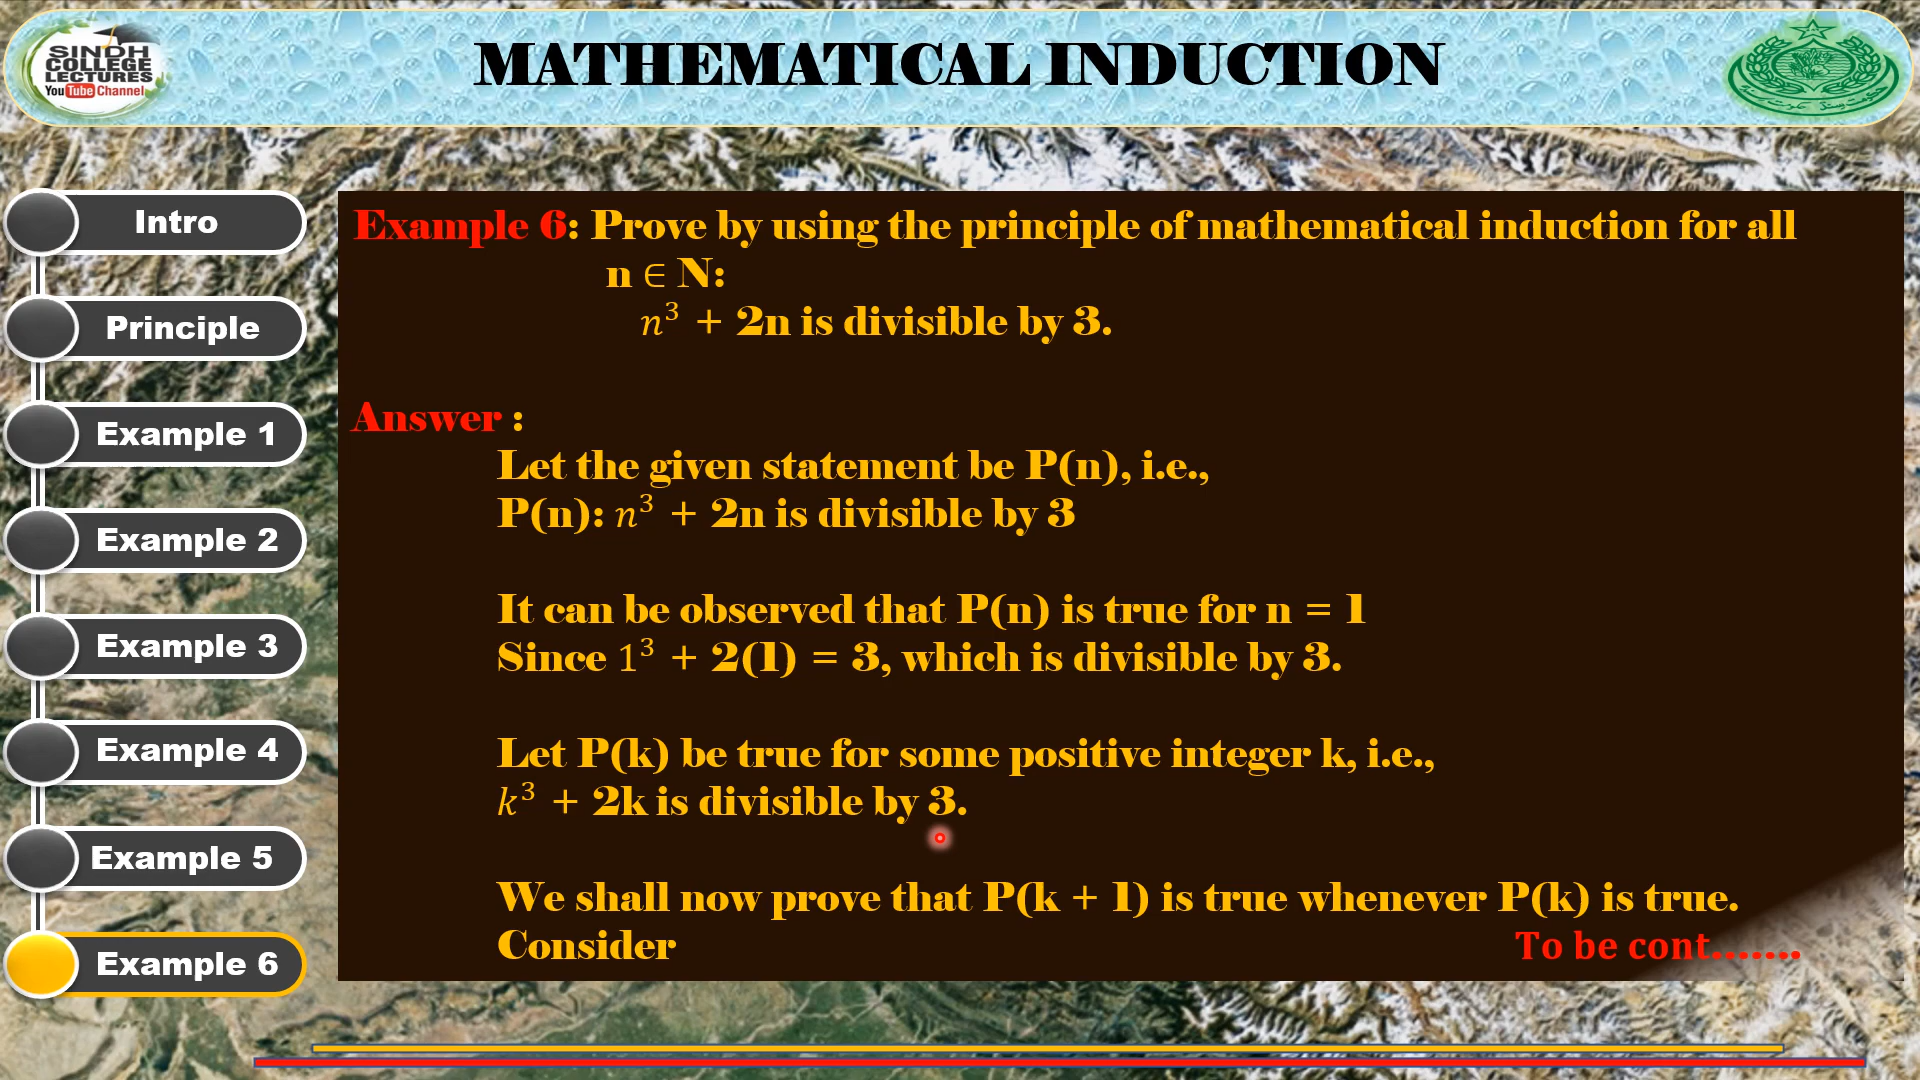 SINDH
COLLEGE
LECTURES
YouTube Channel
MATHEMATICAL INDUCTION
Intro
Principle
Example 1
Example 2
Example 3
Example 4
Example 5
Example 6
Example 6: Prove by using the principle of mathematical induction for all
n ∈ N:
n³ + 2n is divisible by 3.
Answer :
Let the given statement be P(n), i.e.,
P(n): n³ + 2n is divisible by 3
It can be observed that P(n) is true for n = 1
Since 1³ + 2(1) = 3, which is divisible by 3.
Let P(k) be true for some positive integer k, i.e.,
k³ + 2k is divisible by 3.
We shall now prove that P(k + 1) is true whenever P(k) is true.
Consider To be cont.......